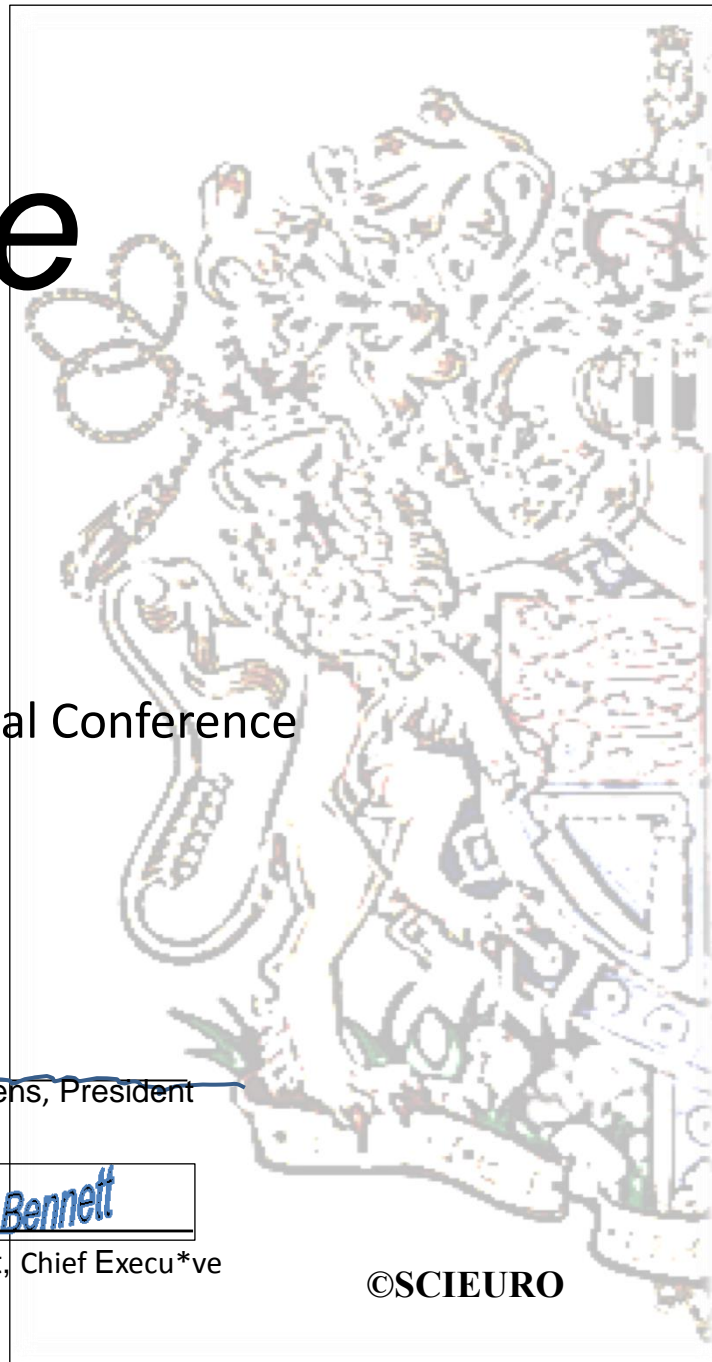 e
al Conference
ens, President
Bennett
t, Chief Execu*ve
©SCIEURO